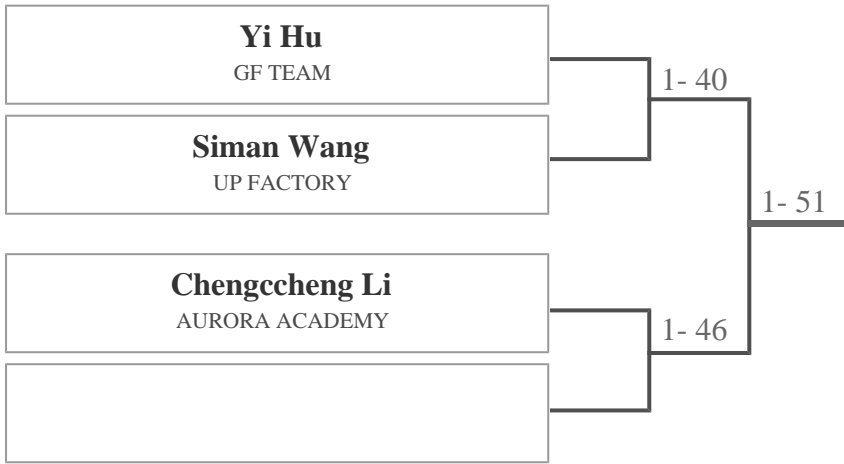 Yi Hu
GF TEAM
1- 40
Siman Wang
UP FACTORY
1- 51
Chengccheng Li
AURORA ACADEMY
1- 46